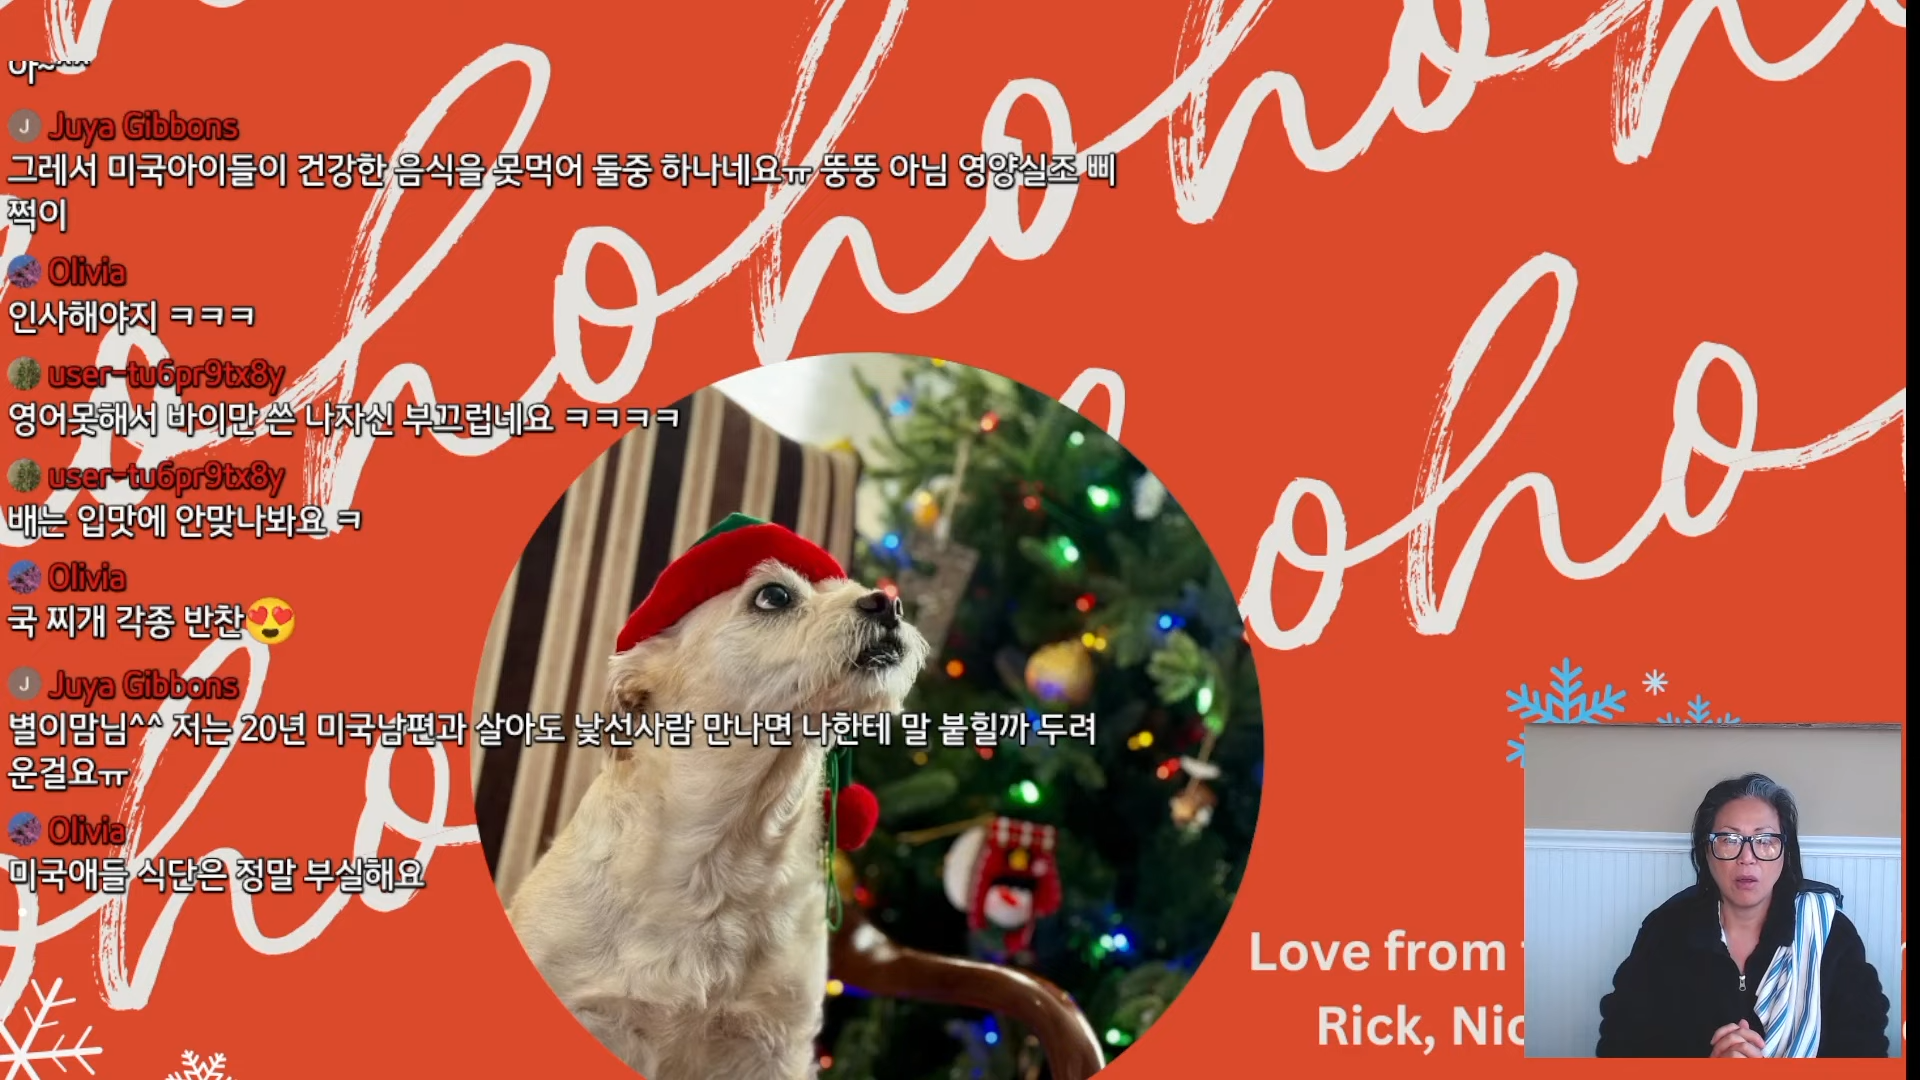 야~^^
J Juya Gibbons
그레서 미국아이들이 건강한 음식을 못먹어 둘중 하나네요ㅠ 뚱뚱 아님 영양실조 삐
쩍이
Olivia
인사해야지 ㅋㅋㅋ
user-tu6pr9tx8y
영어못해서 바이만 쓴 나자신 부끄럽네요 ㅋㅋㅋㅋ
user-tu6pr9tx8y
배는 입맛에 안맞나봐요 ㅋ
Olivia
국 찌개 각종 반찬😍
J Juya Gibbons
별이맘님^^ 저는 20년 미국남편과 살아도 낯선사람 만나면 나한테 말 붙힐까 두려
운걸요ㅠ
Olivia
미국애들 식단은 정말 부실해요
hohohoho
hohohoho
oho
Love from
Rick,